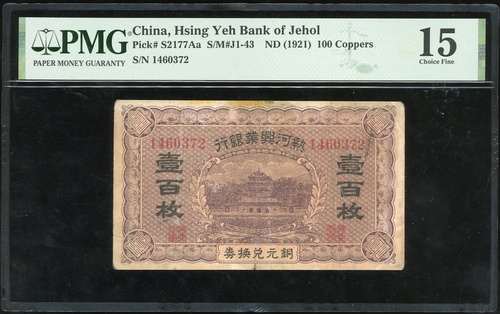 PMG
PAPER MONEY GUARANTY
China, Hsing Yeh Bank of Jehol
Pick# S2177Aa S/M#J1-43 ND (1921) 100 Coppers
S/N 1460372
15
Choice Fine
行銀業興河熱
1460372 1460372
壹百枚 壹百枚
券換兌元銅